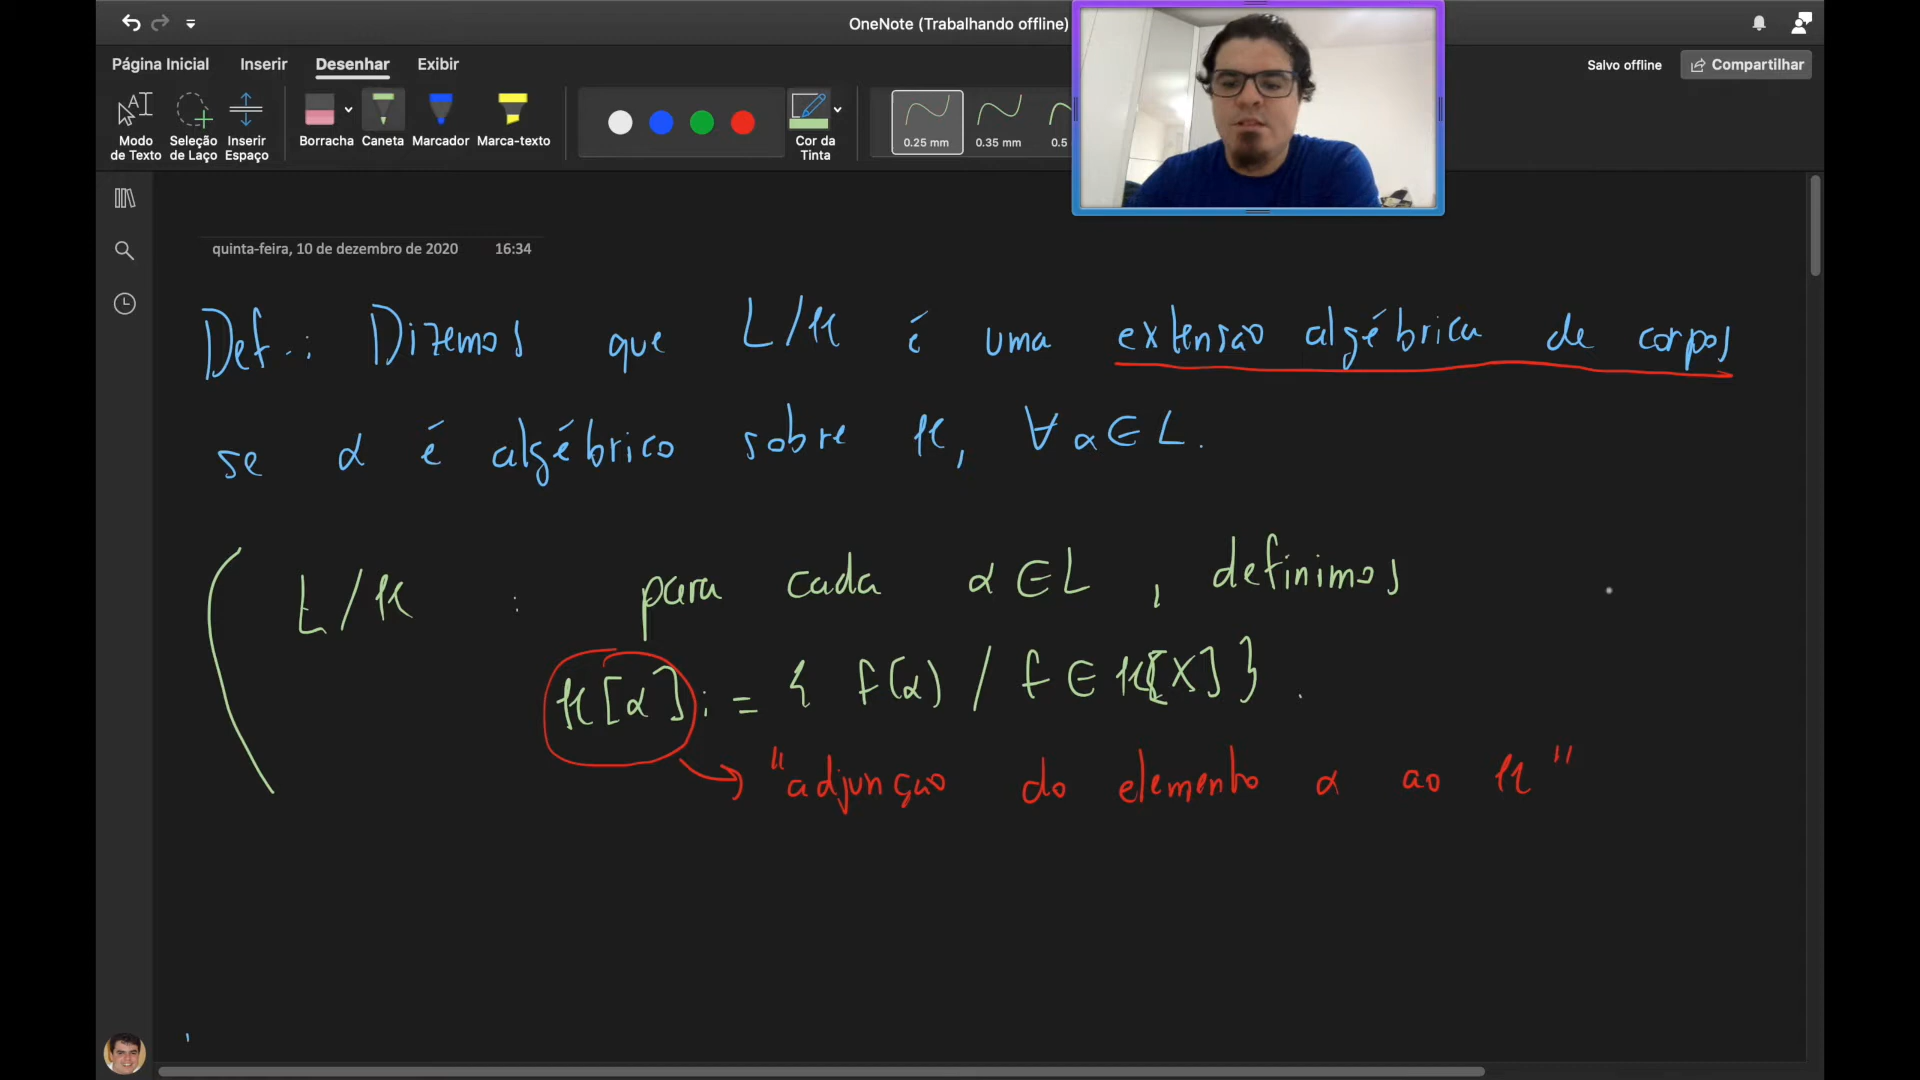 OneNote (Trabalhando offline)
Página Inicial Inserir Desenhar Exibir
Salvo offline Compartilhar
Modo de Texto Seleção de Laço Inserir Espaço Borracha Caneta Marcador Marca-texto Cor da Tinta 0.25 mm 0.35 mm 0.5
quinta-feira, 10 de dezembro de 2020 16:34
Def.: Dizemos que L/K é uma extensão algébrica de corpos
se α é algébrico sobre K, ∀ α ∈ L.
L/K : para cada α ∈ L, definimos
K[α] := { f(α) / f ∈ K[X] } .
"adjunção do elemento α ao K"